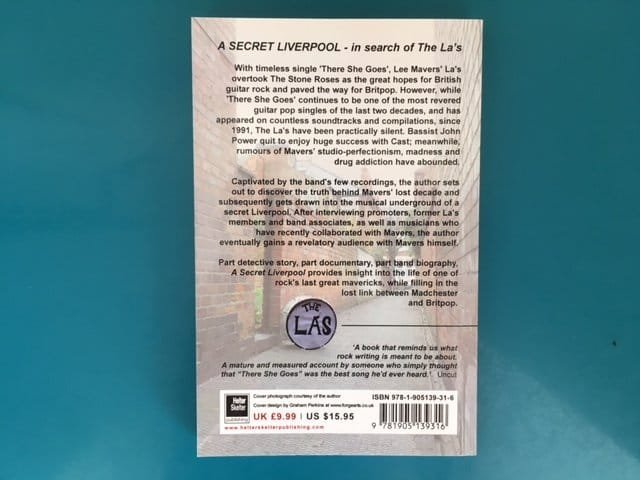 A SECRET LIVERPOOL - in search of The La's
With timeless single 'There She Goes', Lee Mavers' La's
overtook The Stone Roses as the great hopes for British
guitar rock and paved the way for Britpop. However, while
'There She Goes' continues to be one of the most revered
guitar pop singles of the last two decades, and has
appeared on countless soundtracks and compilations, since
1991, The La's have been practically silent. Bassist John
Power quit to enjoy huge success with Cast; meanwhile,
rumours of Mavers' studio-perfectionism, madness and
drug addiction have abounded.
Captivated by the band's few recordings, the author sets
out to discover the truth behind Mavers' lost decade and
subsequently gets drawn into the musical underground of a
secret Liverpool. After interviewing promoters, former La's
members and band associates, as well as musicians who
have recently collaborated with Mavers, the author
eventually gains a revelatory audience with Mavers himself.
Part detective story, part documentary, part band biography,
A Secret Liverpool provides insight into the life of one of
rock's last great mavericks, while filling in the
lost link between Madchester
and Britpop.
THE
LAS
'A book that reminds us what
rock writing is meant to be about.
A mature and measured account by someone who simply thought
that "There She Goes" was the best song he'd ever heard.' Uncut
Helter
Skelter
publishing
Cover photograph courtesy of the author
Cover design by Graham Perkins at www.forgearts.co.uk
UK £9.99 | US $15.95
www.helterskelterpublishing.com
ISBN 978-1-905139-31-6
9 781905 139316